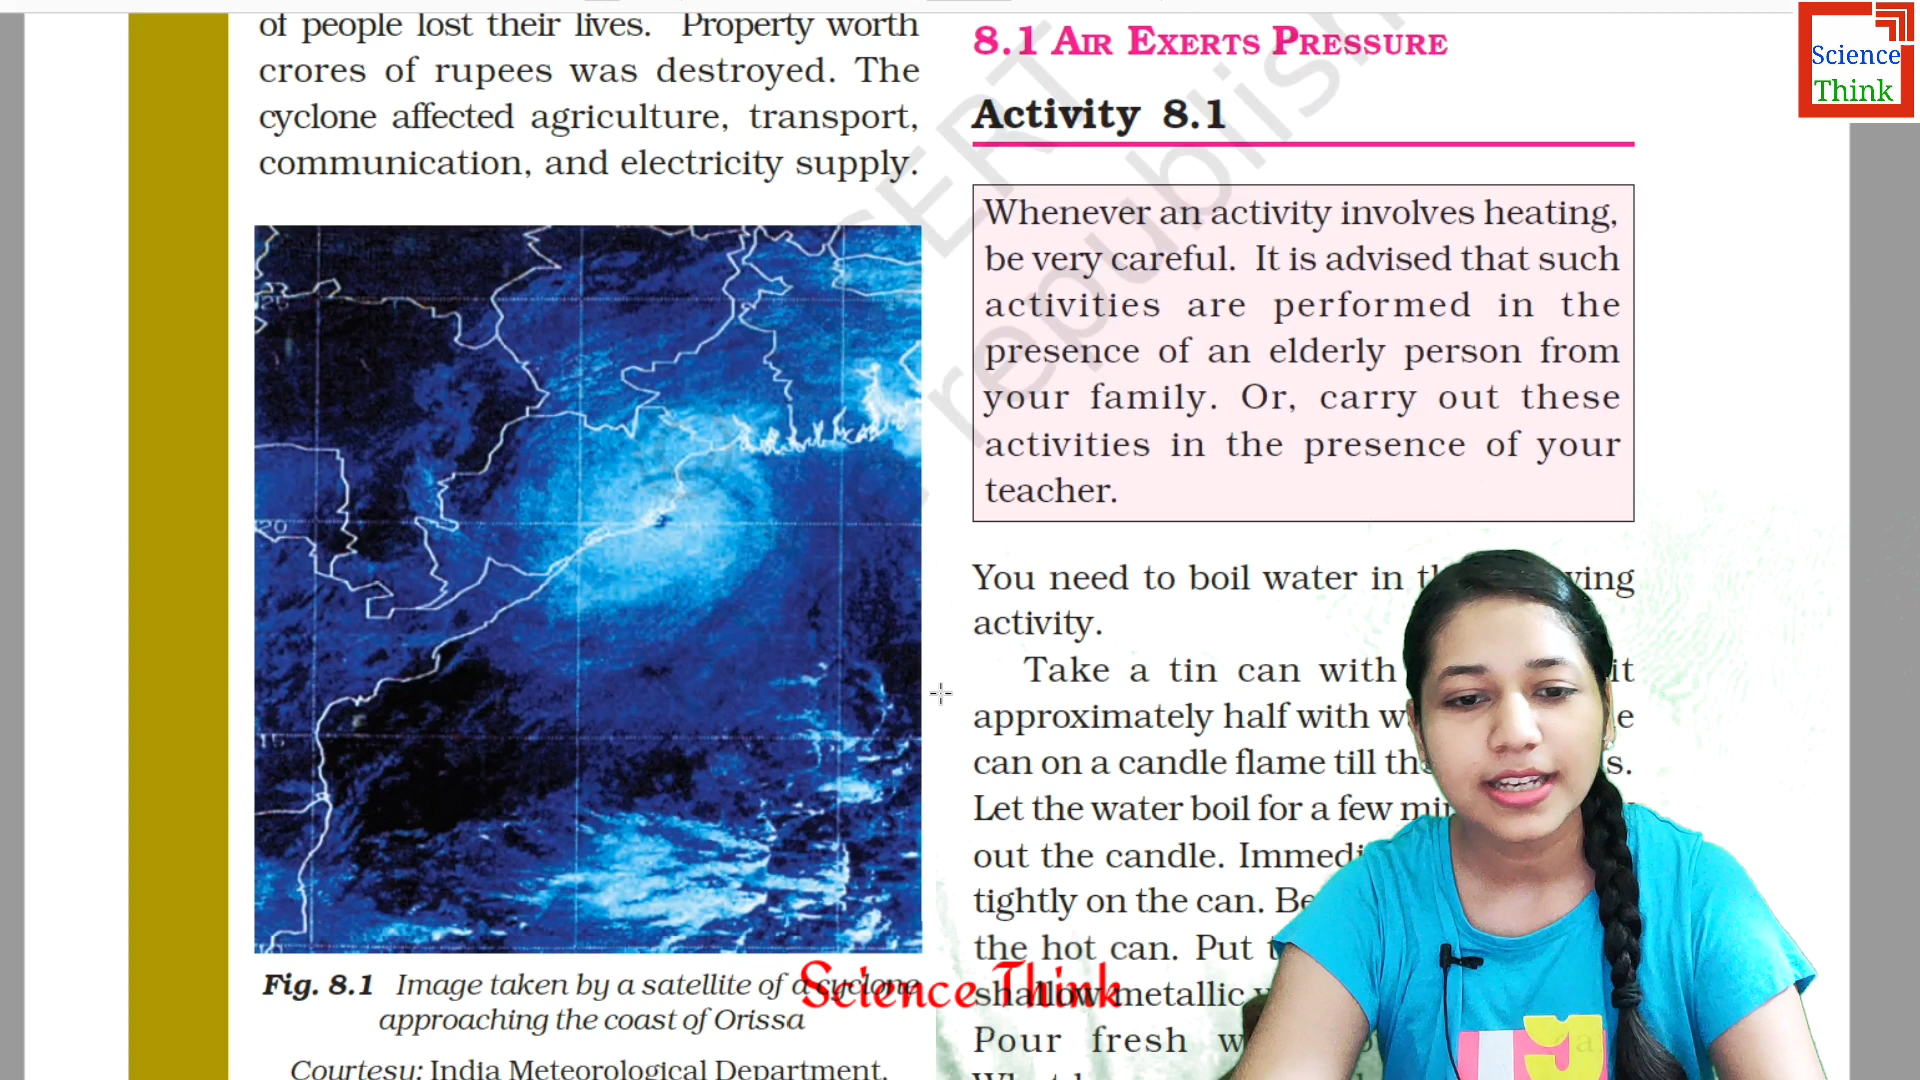 of people lost their lives. Property worth
crores of rupees was destroyed. The
cyclone affected agriculture, transport,
communication, and electricity supply.
20
15
Fig. 8.1 Image taken by a satellite of a cyclone
approaching the coast of Orissa
Courtesy: India Meteorological Department.
8.1 AIR EXERTS PRESSURE
Activity 8.1
Whenever an activity involves heating,
be very careful. It is advised that such
activities are performed in the
presence of an elderly person from
your family. Or, carry out these
activities in the presence of your
teacher.
You need to boil water in
activity.
Take a tin can with
approximately half with
can on a candle flame till
Let the water boil for a few
out the candle.
tightly on the can.
the hot can. Put
shallow metallic
Pour fresh
Science Think
Science
Think
republish